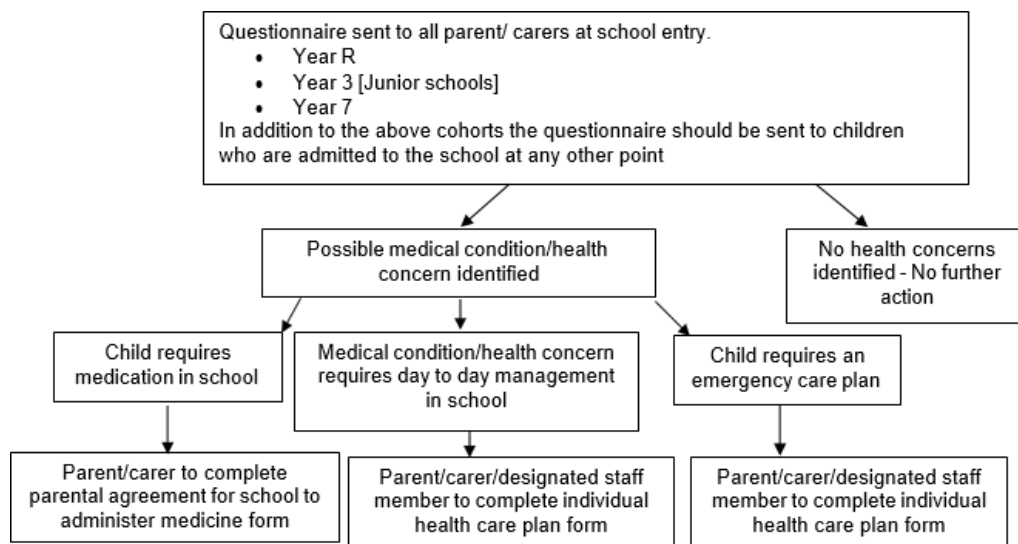 Questionnaire sent to all parent/ carers at school entry.
• Year R
• Year 3 [Junior schools]
• Year 7
In addition to the above cohorts the questionnaire should be sent to children
who are admitted to the school at any other point
Possible medical condition/health
concern identified
No health concerns
identified - No further
action
Child requires
medication in school
Medical condition/health concern
requires day to day management
in school
Child requires an
emergency care plan
Parent/carer to complete
parental agreement for school to
administer medicine form
Parent/carer/designated staff
member to complete individual
health care plan form
Parent/carer/designated staff
member to complete individual
health care plan form